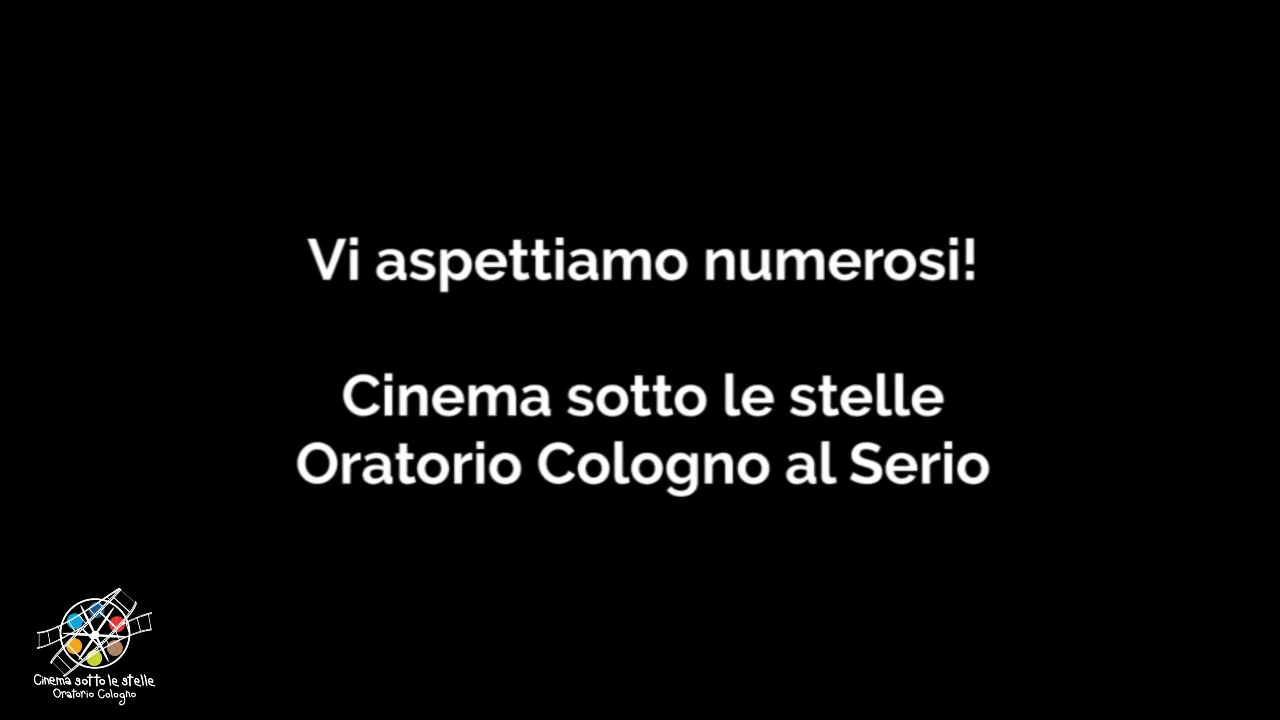 Vi aspettiamo numerosi!
Cinema sotto le stelle
Oratorio Cologno al Serio
Cinema sotto le stelle
Oratorio Cologno